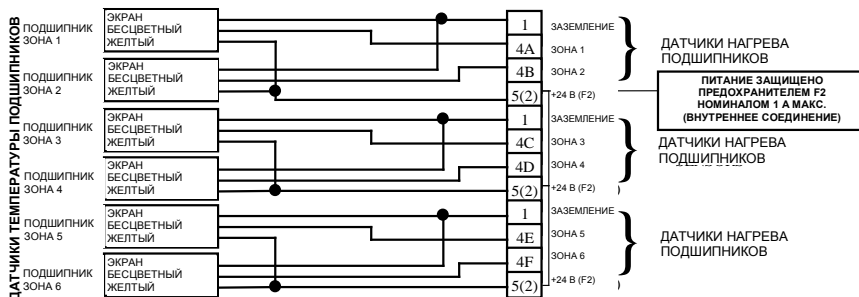 ДАТЧИКИ ТЕМПЕРАТУРЫ ПОДШИПНИКОВ
ПОДШИПНИК
ЗОНА 1
ЭКРАН
БЕСЦВЕТНЫЙ
ЖЕЛТЫЙ
ПОДШИПНИК
ЗОНА 2
ЭКРАН
БЕСЦВЕТНЫЙ
ЖЕЛТЫЙ
1
ЗАЗЕМЛЕНИЕ
4A
ЗОНА 1
4B
ЗОНА 2
5(2)
+24 В (F2)
ДАТЧИКИ НАГРЕВА
ПОДШИПНИКОВ
ПИТАНИЕ ЗАЩИЩЕНО
ПРЕДОХРАНИТЕЛЕМ F2
НОМИНАЛОМ 1 А МАКС.
(ВНУТРЕННЕЕ СОЕДИНЕНИЕ)
ПОДШИПНИК
ЗОНА 3
ЭКРАН
БЕСЦВЕТНЫЙ
ЖЕЛТЫЙ
ПОДШИПНИК
ЗОНА 4
ЭКРАН
БЕСЦВЕТНЫЙ
ЖЕЛТЫЙ
1
ЗАЗЕМЛЕНИЕ
4C
ЗОНА 3
4D
ЗОНА 4
5(2)
+24 В (F2)
)
ДАТЧИКИ НАГРЕВА
ПОДШИПНИКОВ
ПОДШИПНИК
ЗОНА 5
ЭКРАН
БЕСЦВЕТНЫЙ
ЖЕЛТЫЙ
ПОДШИПНИК
ЗОНА 6
ЭКРАН
БЕСЦВЕТНЫЙ
ЖЕЛТЫЙ
1
ЗАЗЕМЛЕНИЕ
4E
ЗОНА 5
4F
ЗОНА 6
5(2)
+24 В (F2)
)
ДАТЧИКИ НАГРЕВА
ПОДШИПНИКОВ